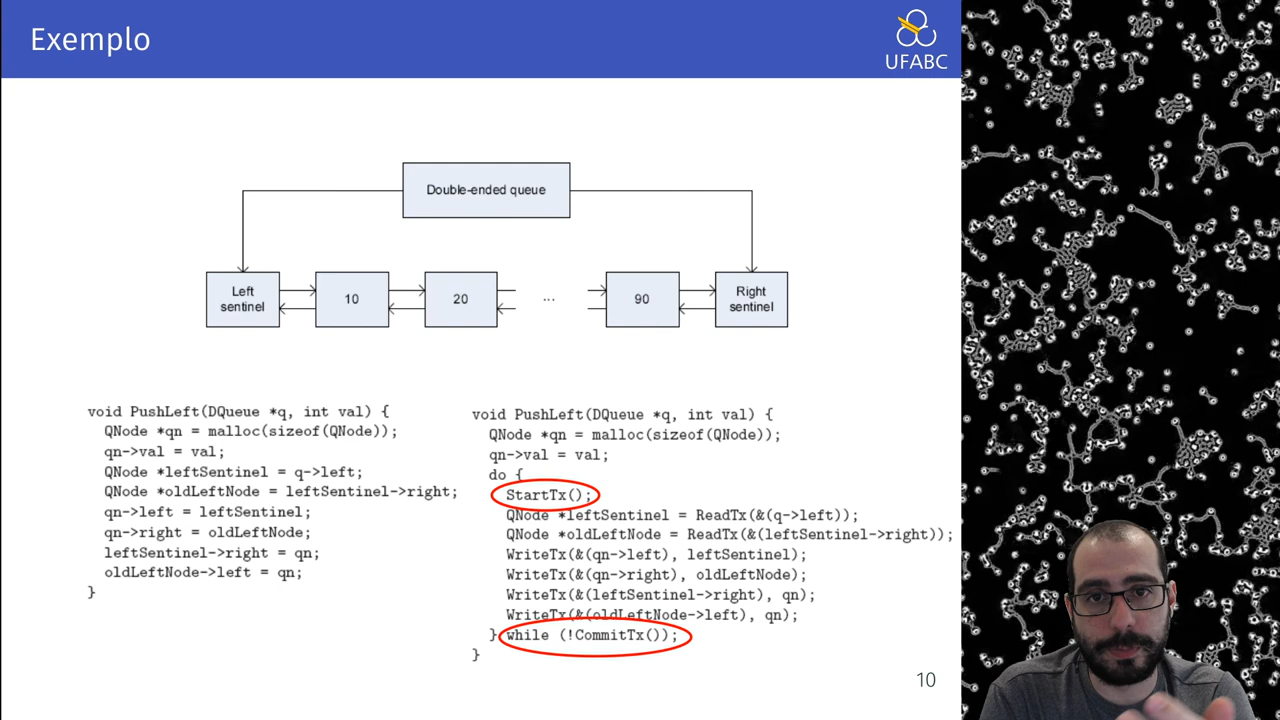 Exemplo
UFABC
Double-ended queue
Left
sentinel
10
20
...
90
Right
sentinel
void PushLeft(DQueue *q, int val) {
QNode *qn = malloc(sizeof(QNode));
qn->val = val;
QNode *leftSentinel = q->left;
QNode *oldLeftNode = leftSentinel->right;
qn->left = leftSentinel;
qn->right = oldLeftNode;
leftSentinel->right = qn;
oldLeftNode->left = qn;
}
void PushLeft(DQueue *q, int val) {
QNode *qn = malloc(sizeof(QNode));
qn->val = val;
do {
StartTx();
QNode *leftSentinel = ReadTx(&(q->left));
QNode *oldLeftNode = ReadTx(&(leftSentinel->right));
WriteTx(&(qn->left), leftSentinel);
WriteTx(&(qn->right), oldLeftNode);
WriteTx(&(leftSentinel->right), qn);
WriteTx(&(oldLeftNode->left), qn);
} while (!CommitTx());
}
10